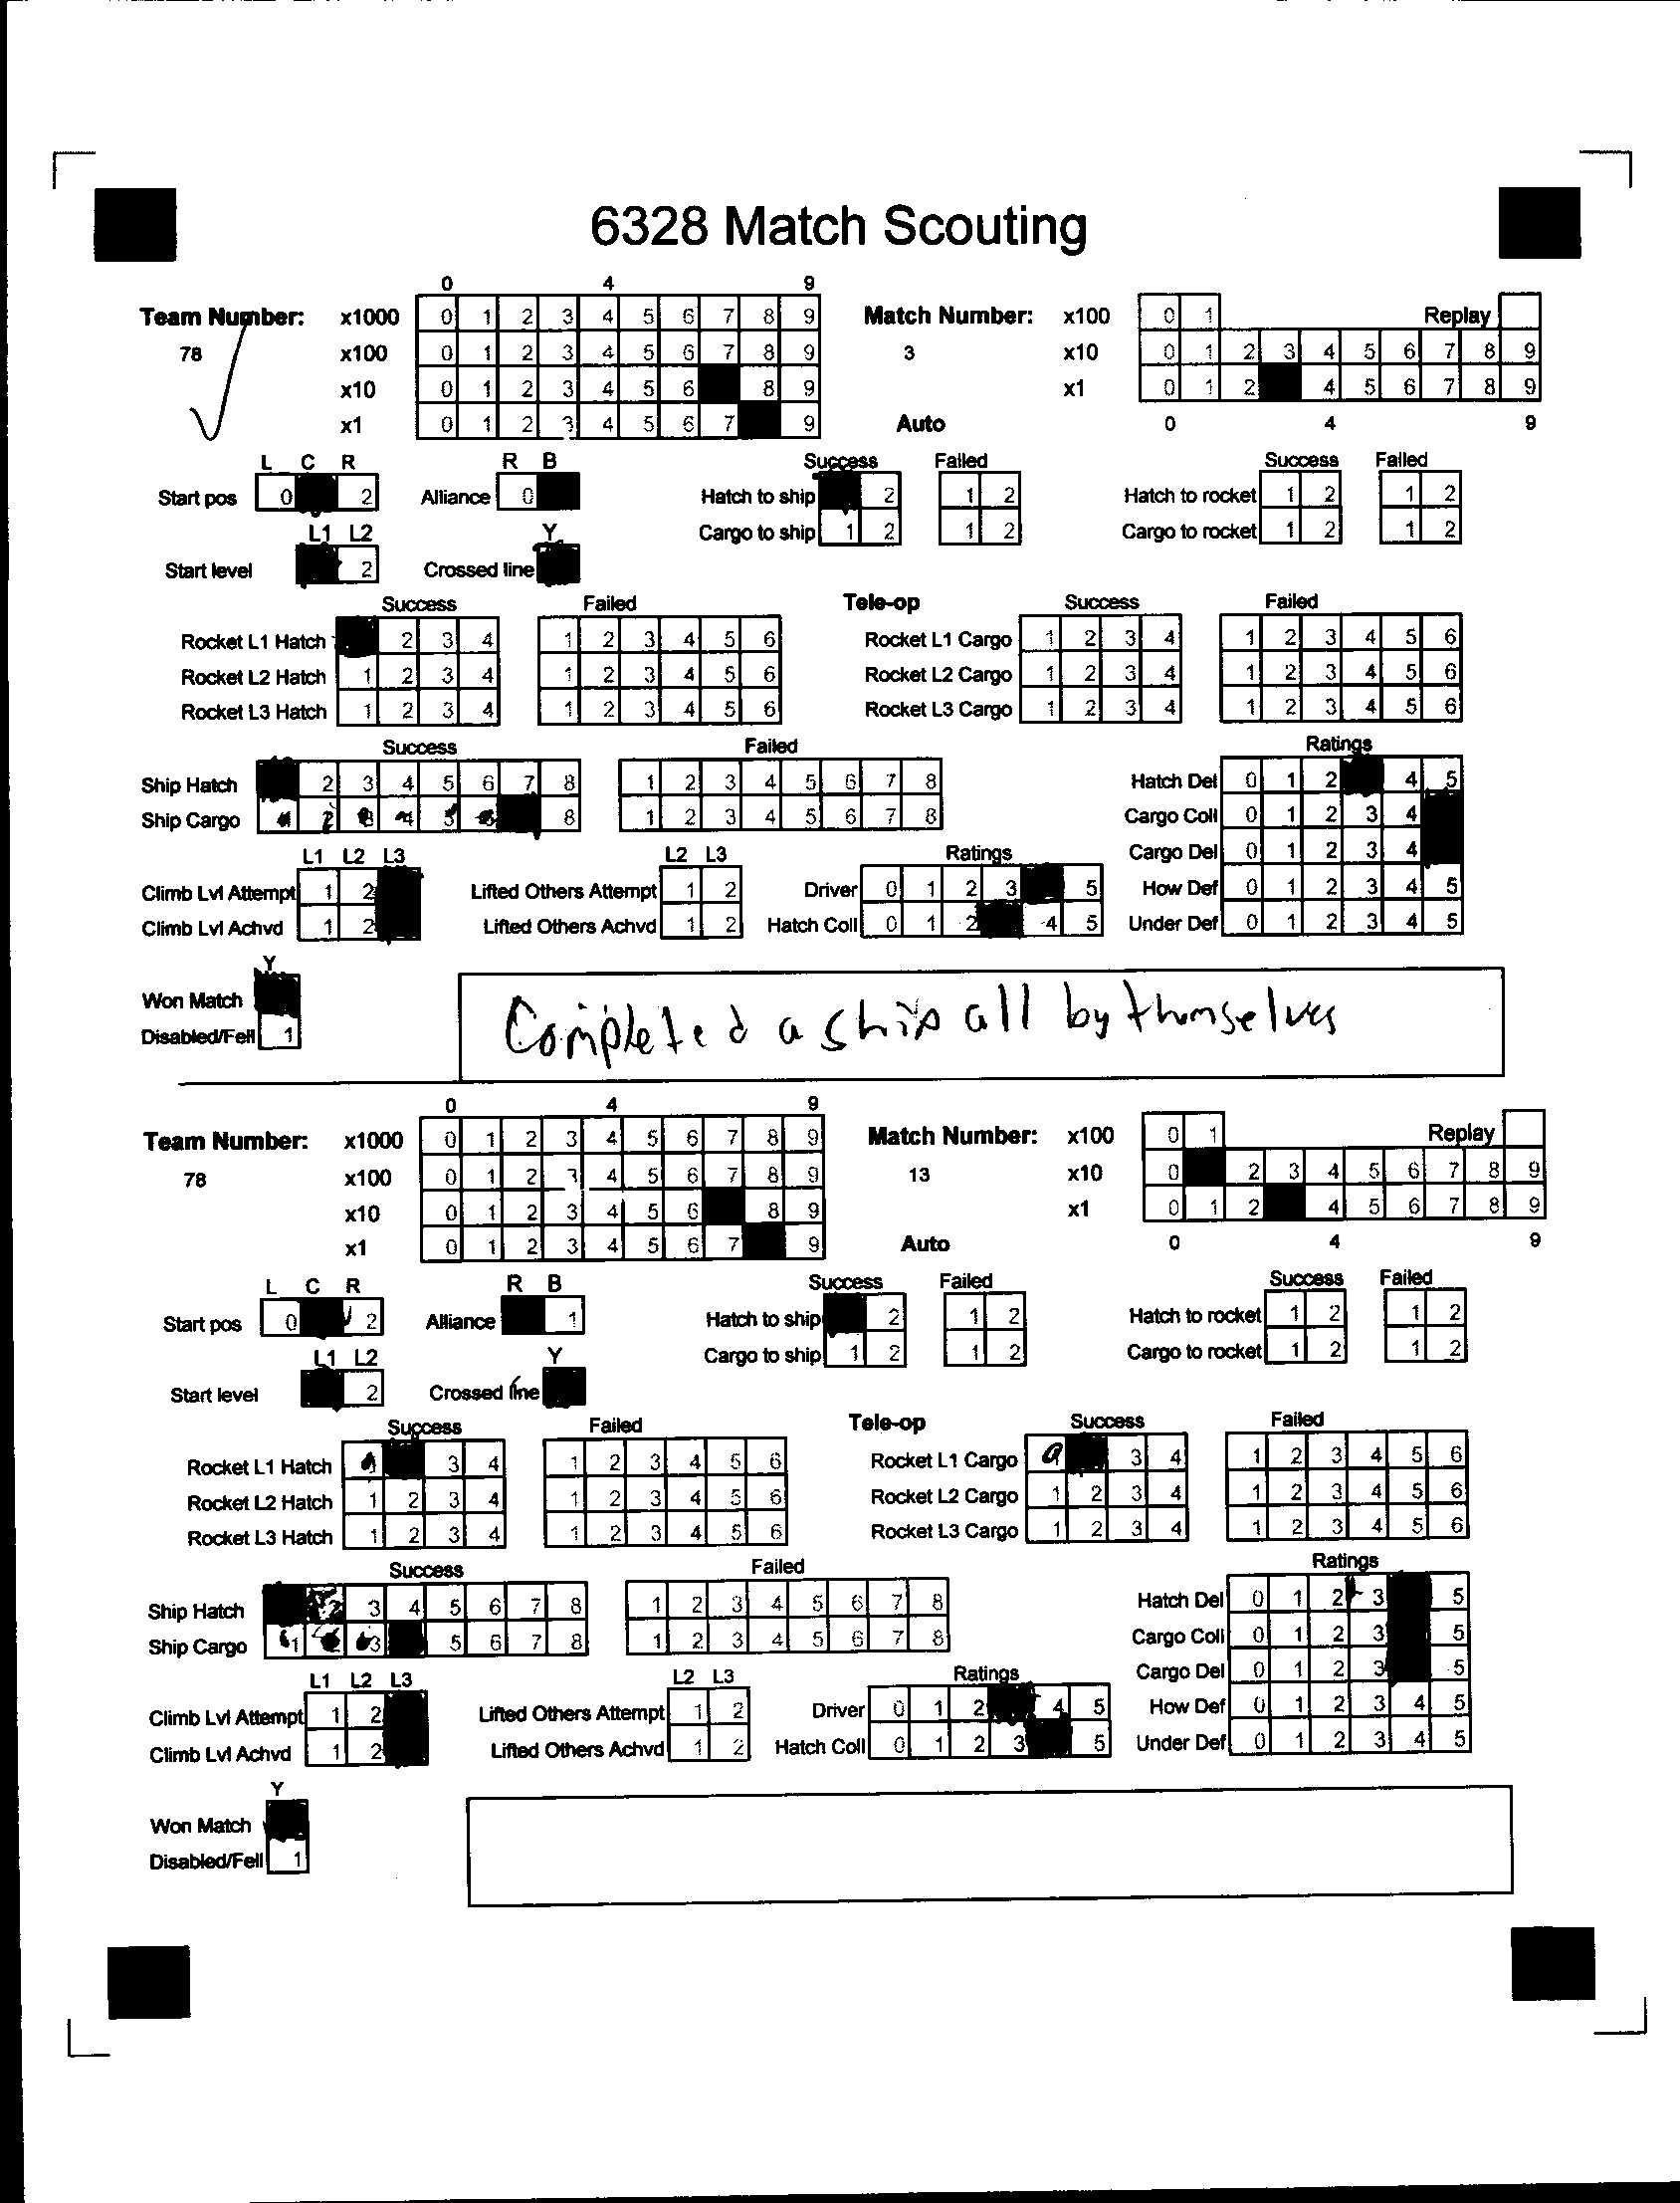 6328 Match Scouting
0 4 9
Team Number: x1000 0 1 2 3 4 5 6 7 8 9 Match Number: x100 0 1 Replay
78 x100 0 1 2 3 4 5 6 7 8 9 3 x10 0 1 2 3 4 5 6 7 8 9
x10 0 1 2 3 4 5 6 8 9 x1 0 1 2 4 5 6 7 8 9
x1 0 1 2 3 4 5 6 7 9 Auto 0 4 9
L C R R B Success Failed Success Failed
Start pos 0 2 Alliance 0 Hatch to ship 2 1 2 Hatch to rocket 1 2 1 2
L1 L2 Y Cargo to ship 1 2 1 2 Cargo to rocket 1 2 1 2
Start level 2 Crossed line
Success Failed Tele-op Success Failed
Rocket L1 Hatch 2 3 4 1 2 3 4 5 6 Rocket L1 Cargo 1 2 3 4 1 2 3 4 5 6
Rocket L2 Hatch 1 2 3 4 1 2 3 4 5 6 Rocket L2 Cargo 1 2 3 4 1 2 3 4 5 6
Rocket L3 Hatch 1 2 3 4 1 2 3 4 5 6 Rocket L3 Cargo 1 2 3 4 1 2 3 4 5 6
Success Failed Ratings
Ship Hatch 2 3 4 5 6 7 8 1 2 3 4 5 6 7 8 Hatch Del 0 1 2 4 5
Ship Cargo 2 4 8 1 2 3 4 5 6 7 8 Cargo Coll 0 1 2 3 4
L1 L2 L3 L2 L3 Ratings Cargo Del 0 1 2 3 4
Climb Lvl Attempt 1 2 Lifted Others Attempt 1 2 Driver 0 1 2 3 5 How Def 0 1 2 3 4 5
Climb Lvl Achvd 1 2 Lifted Others Achvd 1 2 Hatch Coll 0 1 2 4 5 Under Def 0 1 2 3 4 5
Y
Won Match
Completed a ship all by themselves
Disabled/Fell 1
0 4 9
Team Number: x1000 0 1 2 3 4 5 6 7 8 9 Match Number: x100 0 1 Replay
78 x100 0 1 2 3 4 5 6 7 8 9 13 x10 0 2 3 4 5 6 7 8 9
x10 0 1 2 3 4 5 6 8 9 x1 0 1 2 4 5 6 7 8 9
x1 0 1 2 3 4 5 6 7 9 Auto 0 4 9
L C R R B Success Failed Success Failed
Start pos 0 2 Alliance 1 Hatch to ship 2 1 2 Hatch to rocket 1 2 1 2
L1 L2 Y Cargo to ship 1 2 1 2 Cargo to rocket 1 2 1 2
Start level 2 Crossed line
Success Failed Tele-op Success Failed
Rocket L1 Hatch 3 4 1 2 3 4 5 6 Rocket L1 Cargo 3 4 1 2 3 4 5 6
Rocket L2 Hatch 1 2 3 4 1 2 3 4 5 6 Rocket L2 Cargo 1 2 3 4 1 2 3 4 5 6
Rocket L3 Hatch 1 2 3 4 1 2 3 4 5 6 Rocket L3 Cargo 1 2 3 4 1 2 3 4 5 6
Success Failed Ratings
Ship Hatch 2 3 4 5 6 7 8 1 2 3 4 5 6 7 8 Hatch Del 0 1 2 3 5
Ship Cargo 1 3 5 6 7 8 1 2 3 4 5 6 7 8 Cargo Coll 0 1 2 3 5
L1 L2 L3 L2 L3 Ratings Cargo Del 0 1 2 3 5
Climb Lvl Attempt 1 2 Lifted Others Attempt 1 2 Driver 0 1 2 4 5 How Def 0 1 2 3 4 5
Climb Lvl Achvd 1 2 Lifted Others Achvd 1 2 Hatch Coll 0 1 2 3 5 Under Def 0 1 2 3 4 5
Y
Won Match
Disabled/Fell 1